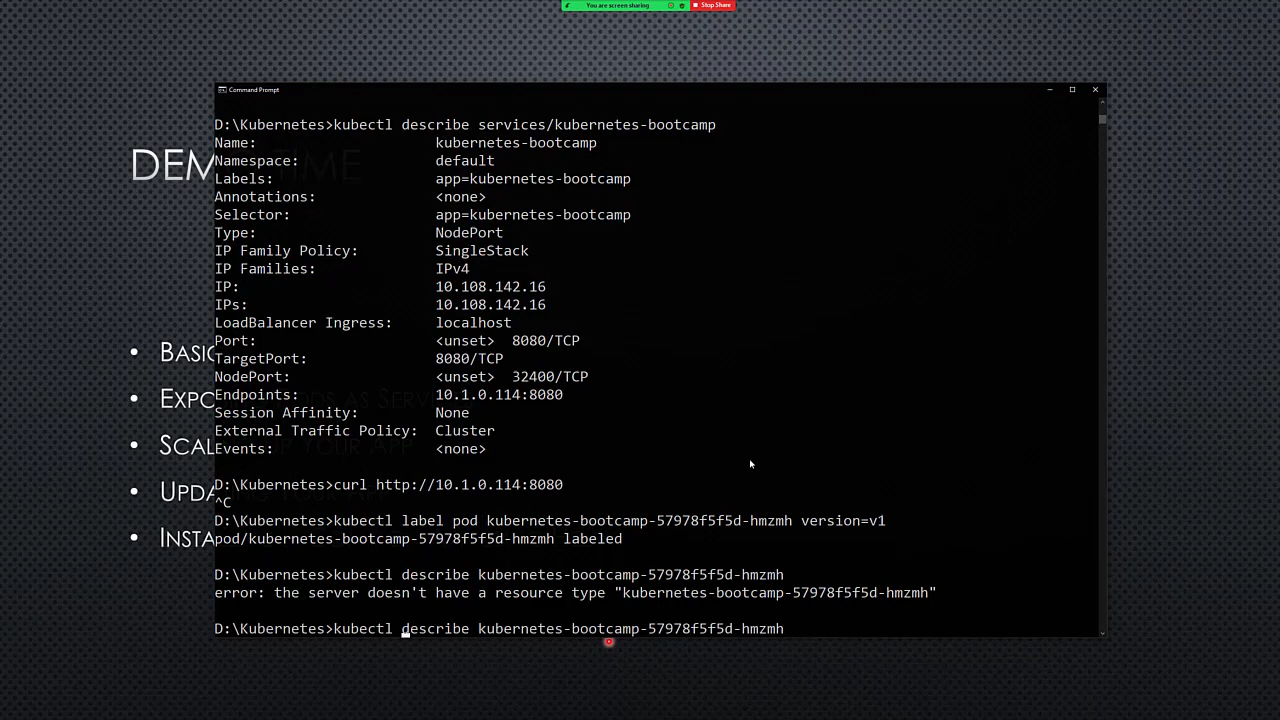 You are screen sharing
Stop Share
Command Prompt
D:\Kubernetes>kubectl describe services/kubernetes-bootcamp
Name: kubernetes-bootcamp
Namespace: default
Labels: app=kubernetes-bootcamp
Annotations: <none>
Selector: app=kubernetes-bootcamp
Type: NodePort
IP Family Policy: SingleStack
IP Families: IPv4
IP: 10.108.142.16
IPs: 10.108.142.16
LoadBalancer Ingress: localhost
Port: <unset> 8080/TCP
TargetPort: 8080/TCP
NodePort: <unset> 32400/TCP
Endpoints: 10.1.0.114:8080
Session Affinity: None
External Traffic Policy: Cluster
Events: <none>
D:\Kubernetes>curl http://10.1.0.114:8080
^C
D:\Kubernetes>kubectl label pod kubernetes-bootcamp-57978f5f5d-hmzmh version=v1
pod/kubernetes-bootcamp-57978f5f5d-hmzmh labeled
D:\Kubernetes>kubectl describe kubernetes-bootcamp-57978f5f5d-hmzmh
error: the server doesn't have a resource type "kubernetes-bootcamp-57978f5f5d-hmzmh"
D:\Kubernetes>kubectl describe kubernetes-bootcamp-57978f5f5d-hmzmh